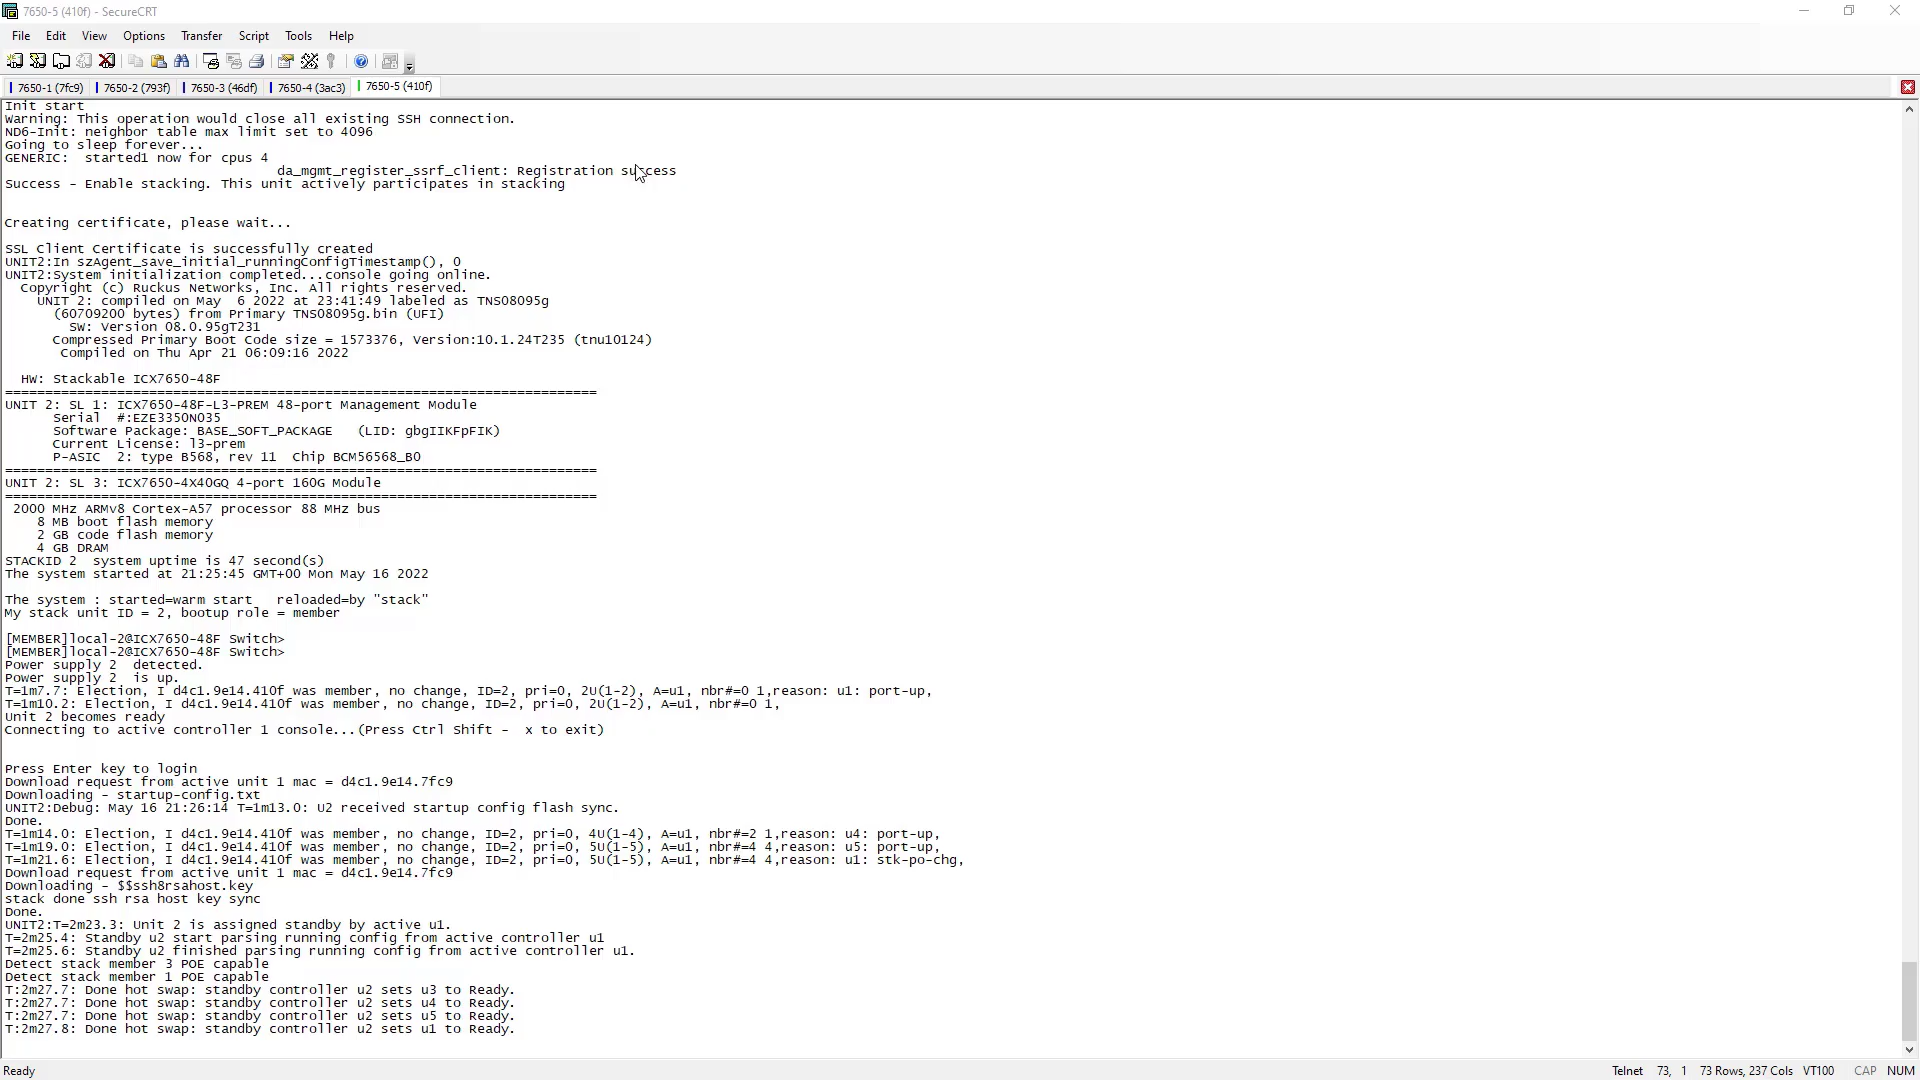 7650-5 (410f) - SecureCRT
File Edit View Options Transfer Script Tools Help
7650-1 (7fc9) 7650-2 (793f) 7650-3 (46df) 7650-4 (3ac3) 7650-5 (410f)
Init start
Warning: This operation would close all existing SSH connection.
ND6-Init: neighbor table max limit set to 4096
Going to sleep forever...
GENERIC:  started1 now for cpus 4
da_mgmt_register_ssrf_client: Registration success
Success - Enable stacking. This unit actively participates in stacking
Creating certificate, please wait...
SSL Client Certificate is successfully created
UNIT2:In szAgent_save_initial_runningConfigTimestamp(), 0
UNIT2:System initialization completed...console going online.
Copyright (c) Ruckus Networks, Inc. All rights reserved.
UNIT 2: compiled on May  6 2022 at 23:41:49 labeled as TNS08095g
(60709200 bytes) from Primary TNS08095g.bin (UFI)
SW: Version 08.0.95gT231
Compressed Primary Boot Code size = 1573376, Version:10.1.24T235 (tnu10124)
Compiled on Thu Apr 21 06:09:16 2022
HW: Stackable ICX7650-48F
==========================================================================
UNIT 2: SL 1: ICX7650-48F-L3-PREM 48-port Management Module
Serial  #:EZE3350N035
Software Package: BASE_SOFT_PACKAGE   (LID: gbgIIKFpFIK)
Current License: l3-prem
P-ASIC  2: type B568, rev 11  Chip BCM56568_B0
==========================================================================
UNIT 2: SL 3: ICX7650-4X40GQ 4-port 160G Module
==========================================================================
2000 MHz ARMv8 Cortex-A57 processor 88 MHz bus
8 MB boot flash memory
2 GB code flash memory
4 GB DRAM
STACKID 2  system uptime is 47 second(s)
The system started at 21:25:45 GMT+00 Mon May 16 2022
The system : started=warm start   reloaded=by "stack"
My stack unit ID = 2, bootup role = member
[MEMBER]local-2@ICX7650-48F Switch>
[MEMBER]local-2@ICX7650-48F Switch>
Power supply 2  detected.
Power supply 2  is up.
T=1m7.7: Election, I d4c1.9e14.410f was member, no change, ID=2, pri=0, 2U(1-2), A=u1, nbr#=0 1,reason: u1: port-up,
T=1m10.2: Election, I d4c1.9e14.410f was member, no change, ID=2, pri=0, 2U(1-2), A=u1, nbr#=0 1,
Unit 2 becomes ready
Connecting to active controller 1 console...(Press Ctrl Shift -  x to exit)
Press Enter key to login
Download request from active unit 1 mac = d4c1.9e14.7fc9
Downloading - startup-config.txt
UNIT2:Debug: May 16 21:26:14 T=1m13.0: U2 received startup config flash sync.
Done.
T=1m14.0: Election, I d4c1.9e14.410f was member, no change, ID=2, pri=0, 4U(1-4), A=u1, nbr#=2 1,reason: u4: port-up,
T=1m19.0: Election, I d4c1.9e14.410f was member, no change, ID=2, pri=0, 5U(1-5), A=u1, nbr#=4 4,reason: u5: port-up,
T=1m21.6: Election, I d4c1.9e14.410f was member, no change, ID=2, pri=0, 5U(1-5), A=u1, nbr#=4 4,reason: u1: stk-po-chg,
Download request from active unit 1 mac = d4c1.9e14.7fc9
Downloading - $$ssh8rsahost.key
stack done ssh rsa host key sync
Done.
UNIT2:T=2m23.3: Unit 2 is assigned standby by active u1.
T=2m25.4: Standby u2 start parsing running config from active controller u1
T=2m25.6: Standby u2 finished parsing running config from active controller u1.
Detect stack member 3 POE capable
Detect stack member 1 POE capable
T:2m27.7: Done hot swap: standby controller u2 sets u3 to Ready.
T:2m27.7: Done hot swap: standby controller u2 sets u4 to Ready.
T:2m27.7: Done hot swap: standby controller u2 sets u5 to Ready.
T:2m27.8: Done hot swap: standby controller u2 sets u1 to Ready.
Ready Telnet 73, 1 73 Rows, 237 Cols VT100 CAP NUM